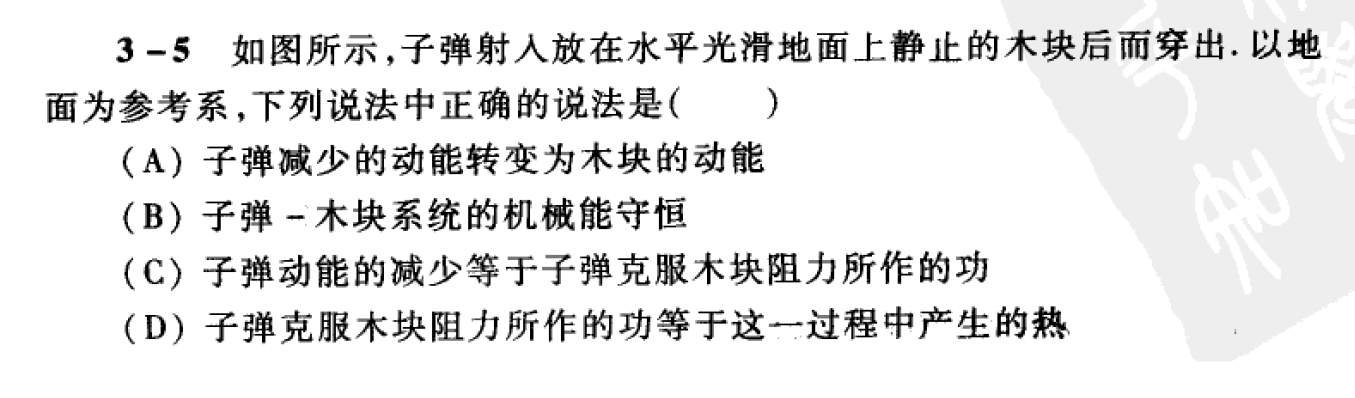 3-5 如图所示,子弹射入放在水平光滑地面上静止的木块后而穿出.以地
面为参考系,下列说法中正确的说法是( )
(A) 子弹减少的动能转变为木块的动能
(B) 子弹-木块系统的机械能守恒
(C) 子弹动能的减少等于子弹克服木块阻力所作的功
(D) 子弹克服木块阻力所作的功等于这一过程中产生的热